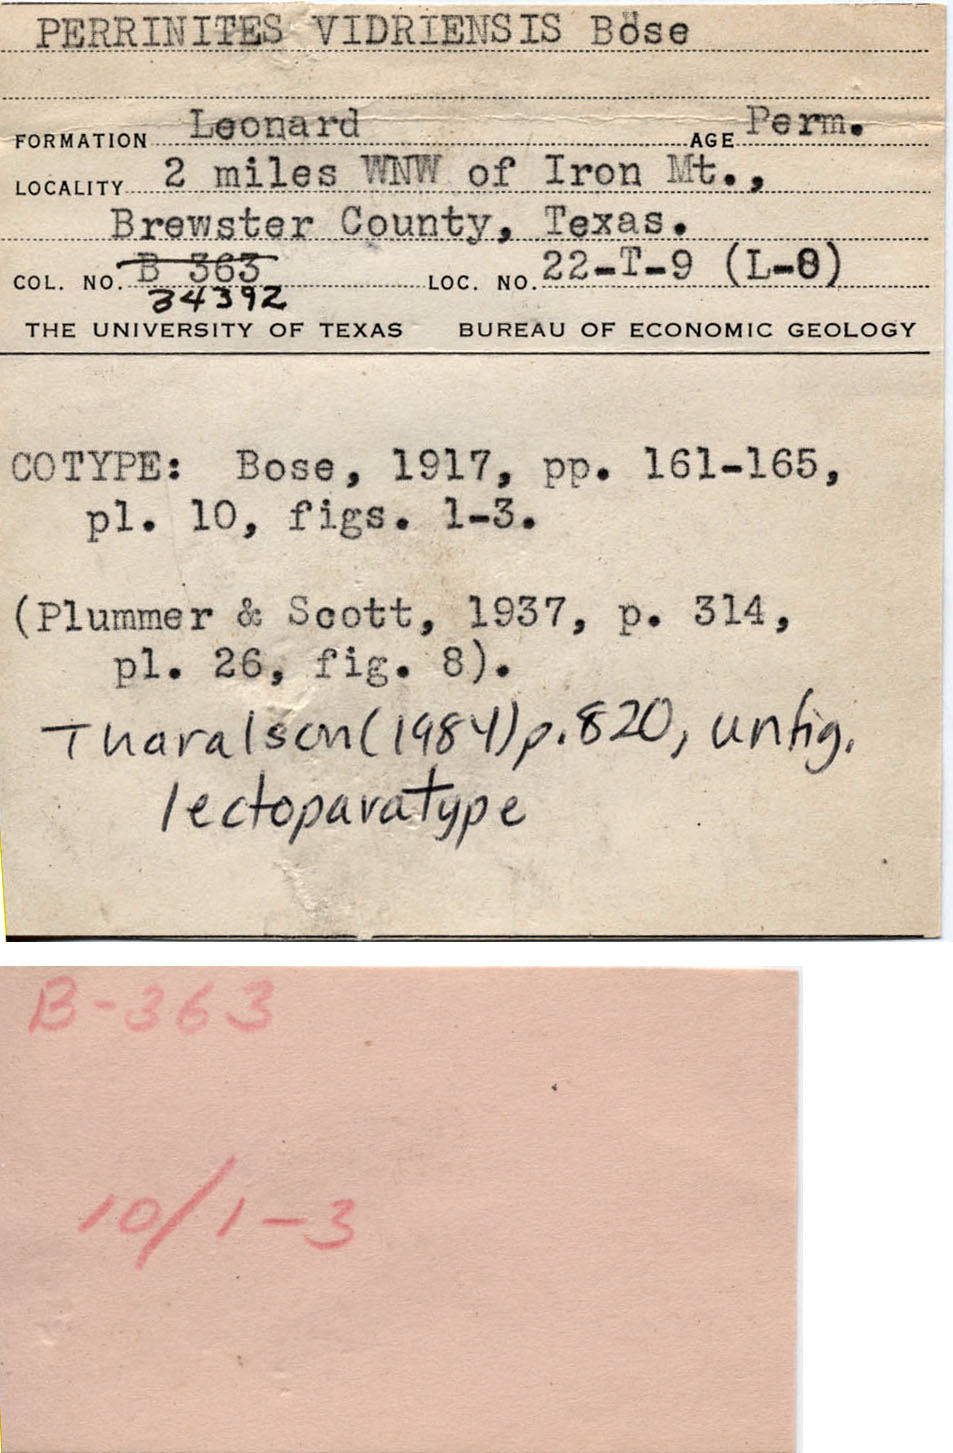 PERRINITES VIDRIENSIS Böse
FORMATION Leonard AGE Perm.
LOCALITY 2 miles WNW of Iron Mt.,
Brewster County, Texas.
COL. NO. B 363 LOC. NO. 22-T-9 (L-8)
34392
THE UNIVERSITY OF TEXAS BUREAU OF ECONOMIC GEOLOGY
COTYPE: Bose, 1917, pp. 161-165,
pl. 10, figs. 1-3.
(Plummer & Scott, 1937, p. 314,
pl. 26, fig. 8).
Tharalson (1984) p. 820, unfig.
lectoparatype
B-363
10/1-3